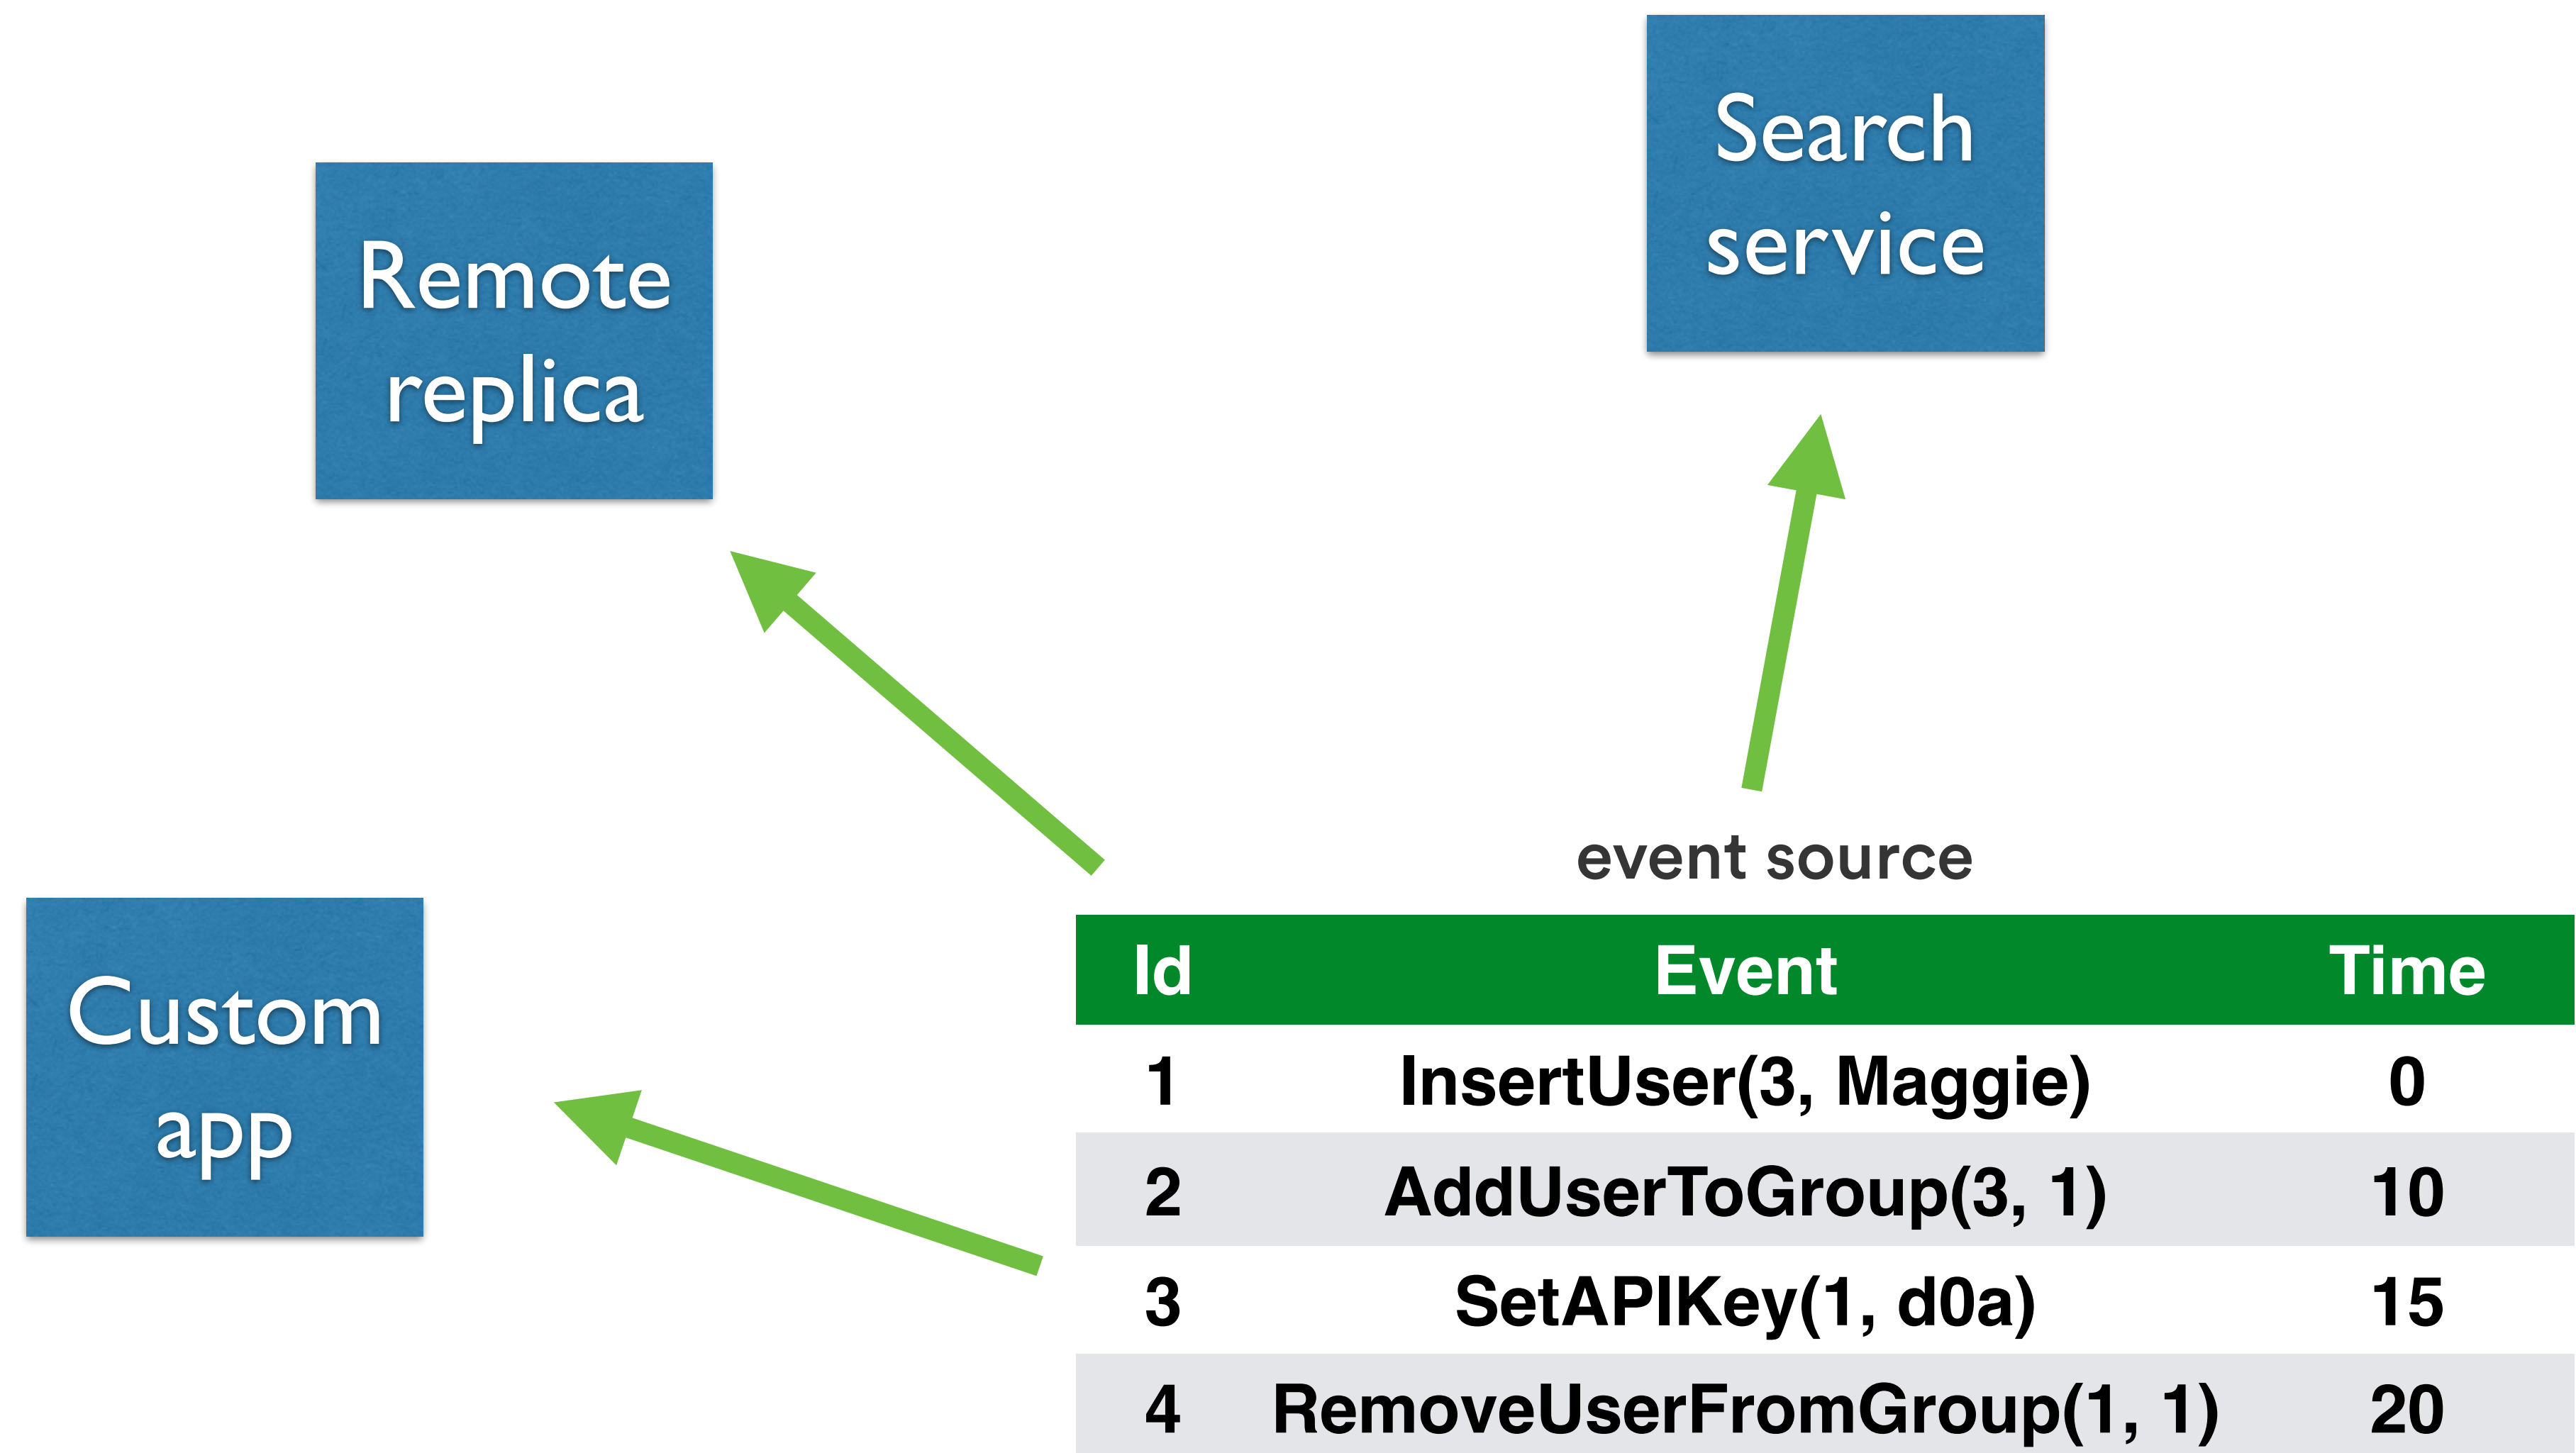 Search
service
Remote
replica
event source
Custom
app
Id Event Time
1 InsertUser(3, Maggie) 0
2 AddUserToGroup(3, 1) 10
3 SetAPIKey(1, d0a) 15
4 RemoveUserFromGroup(1, 1) 20